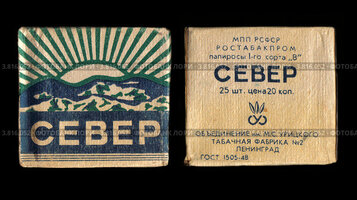 СЕВЕР
МПП РСФСР
РОСТАБАКПРОМ
папиросы 1-го сорта „В"
СЕВЕР
25 шт. цена 20 коп.
ОБЪЕДИНЕНИЕ им. М.С. УРИЦКОГО
ТАБАЧНАЯ ФАБРИКА №2
ЛЕНИНГРАД
ГОСТ 1505-48